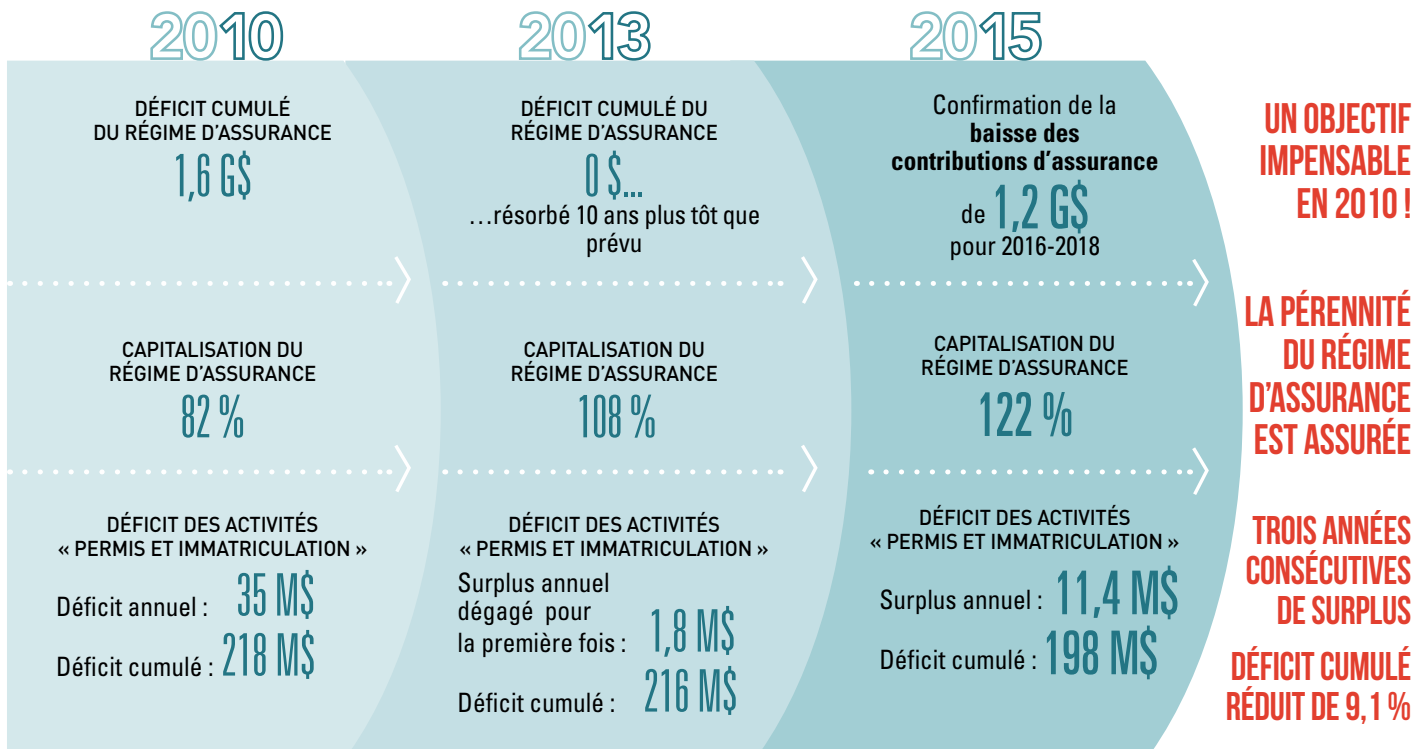 2010
DÉFICIT CUMULÉ
DU RÉGIME D'ASSURANCE
1,6 G$
CAPITALISATION DU
RÉGIME D'ASSURANCE
82 %
DÉFICIT DES ACTIVITÉS
« PERMIS ET IMMATRICULATION »
Déficit annuel : 35 M$
Déficit cumulé : 218 M$
2013
DÉFICIT CUMULÉ DU
RÉGIME D'ASSURANCE
0 $...
...résorbé 10 ans plus tôt que
prévu
CAPITALISATION DU
RÉGIME D'ASSURANCE
108 %
DÉFICIT DES ACTIVITÉS
« PERMIS ET IMMATRICULATION »
Surplus annuel
dégagé pour
la première fois : 1,8 M$
Déficit cumulé : 216 M$
2015
Confirmation de la
baisse des
contributions d'assurance
de 1,2 G$
pour 2016-2018
CAPITALISATION DU
RÉGIME D'ASSURANCE
122 %
DÉFICIT DES ACTIVITÉS
« PERMIS ET IMMATRICULATION »
Surplus annuel : 11,4 M$
Déficit cumulé : 198 M$
UN OBJECTIF
IMPENSABLE
EN 2010 !
LA PÉRENNITÉ
DU RÉGIME
D'ASSURANCE
EST ASSURÉE
TROIS ANNÉES
CONSÉCUTIVES
DE SURPLUS
DÉFICIT CUMULÉ
RÉDUIT DE 9,1 %